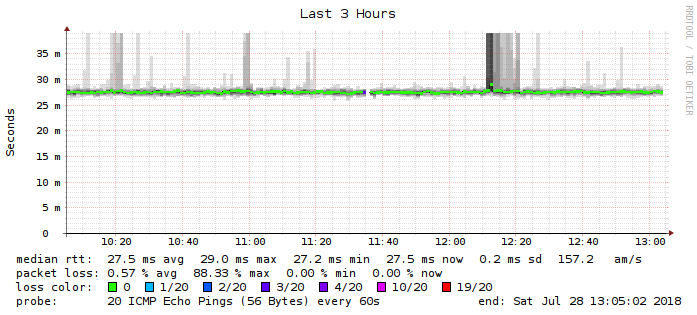 Last 3 Hours
RRDTOOL / TOBI OETIKER
Seconds
35 m
30 m
25 m
20 m
15 m
10 m
5 m
0
10:20 10:40 11:00 11:20 11:40 12:00 12:20 12:40 13:00
median rtt: 27.5 ms avg 29.0 ms max 27.2 ms min 27.5 ms now 0.2 ms sd 157.2 am/s
packet loss: 0.57 % avg 88.33 % max 0.00 % min 0.00 % now
loss color: 0 1/20 2/20 3/20 4/20 10/20 19/20
probe: 20 ICMP Echo Pings (56 Bytes) every 60s end: Sat Jul 28 13:05:02 2018